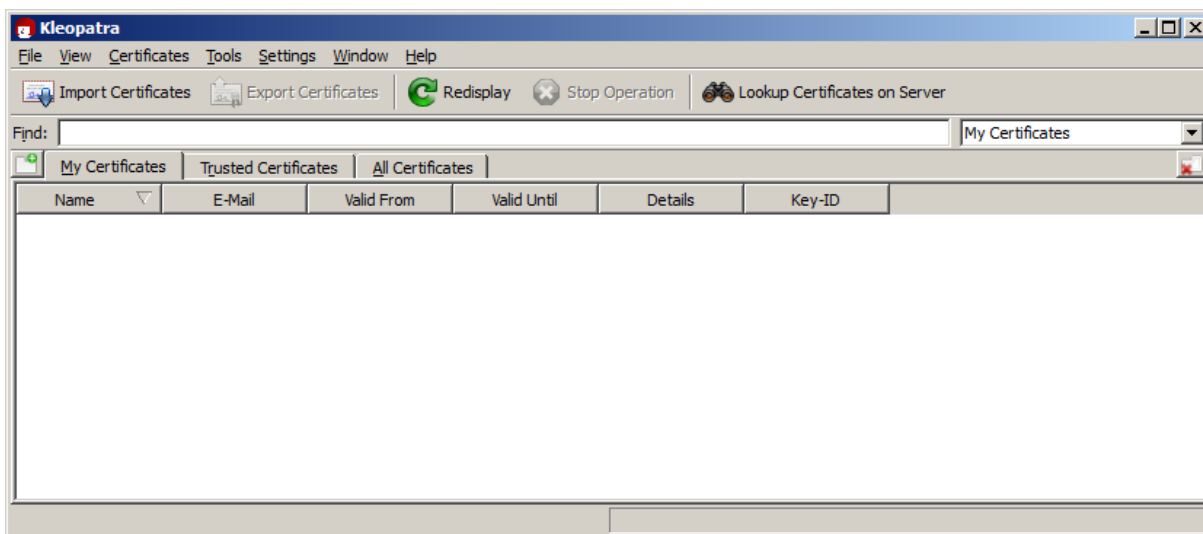 Kleopatra
File View Certificates Tools Settings Window Help
Import Certificates Export Certificates Redisplay Stop Operation Lookup Certificates on Server
Find: My Certificates
My Certificates Trusted Certificates All Certificates
Name E-Mail Valid From Valid Until Details Key-ID